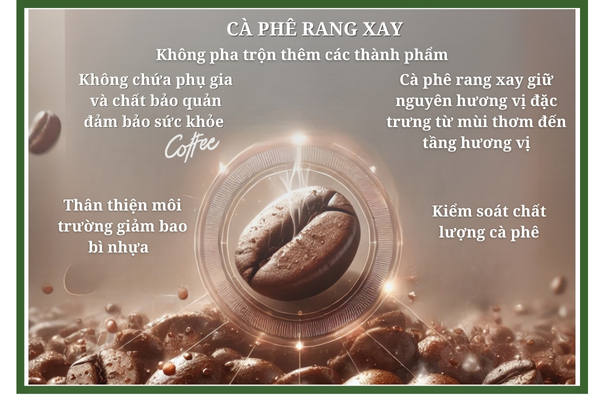 CÀ PHÊ RANG XAY
Không pha trộn thêm các thành phẩm
Không chứa phụ gia
và chất bảo quản
đảm bảo sức khỏe
Coffee
Cà phê rang xay giữ
nguyên hương vị đặc
trưng từ mùi thơm đến
tầng hương vị
Thân thiện môi
trường giảm bao
bì nhựa
Kiểm soát chất
lượng cà phê